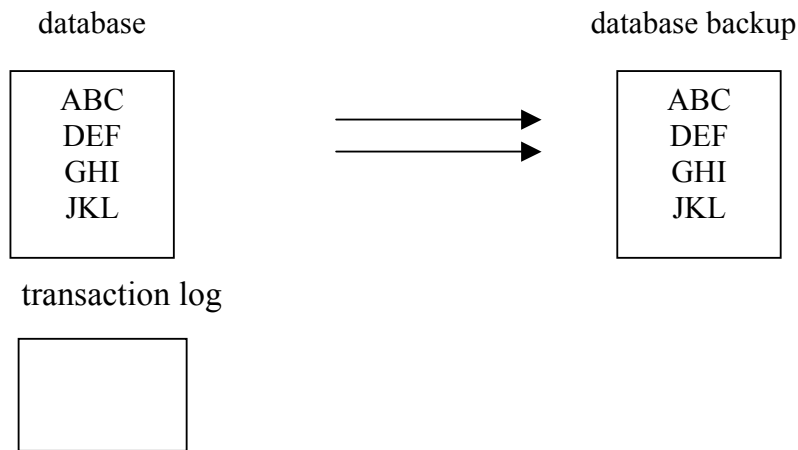 database
database backup
ABC
DEF
GHI
JKL
ABC
DEF
GHI
JKL
transaction log